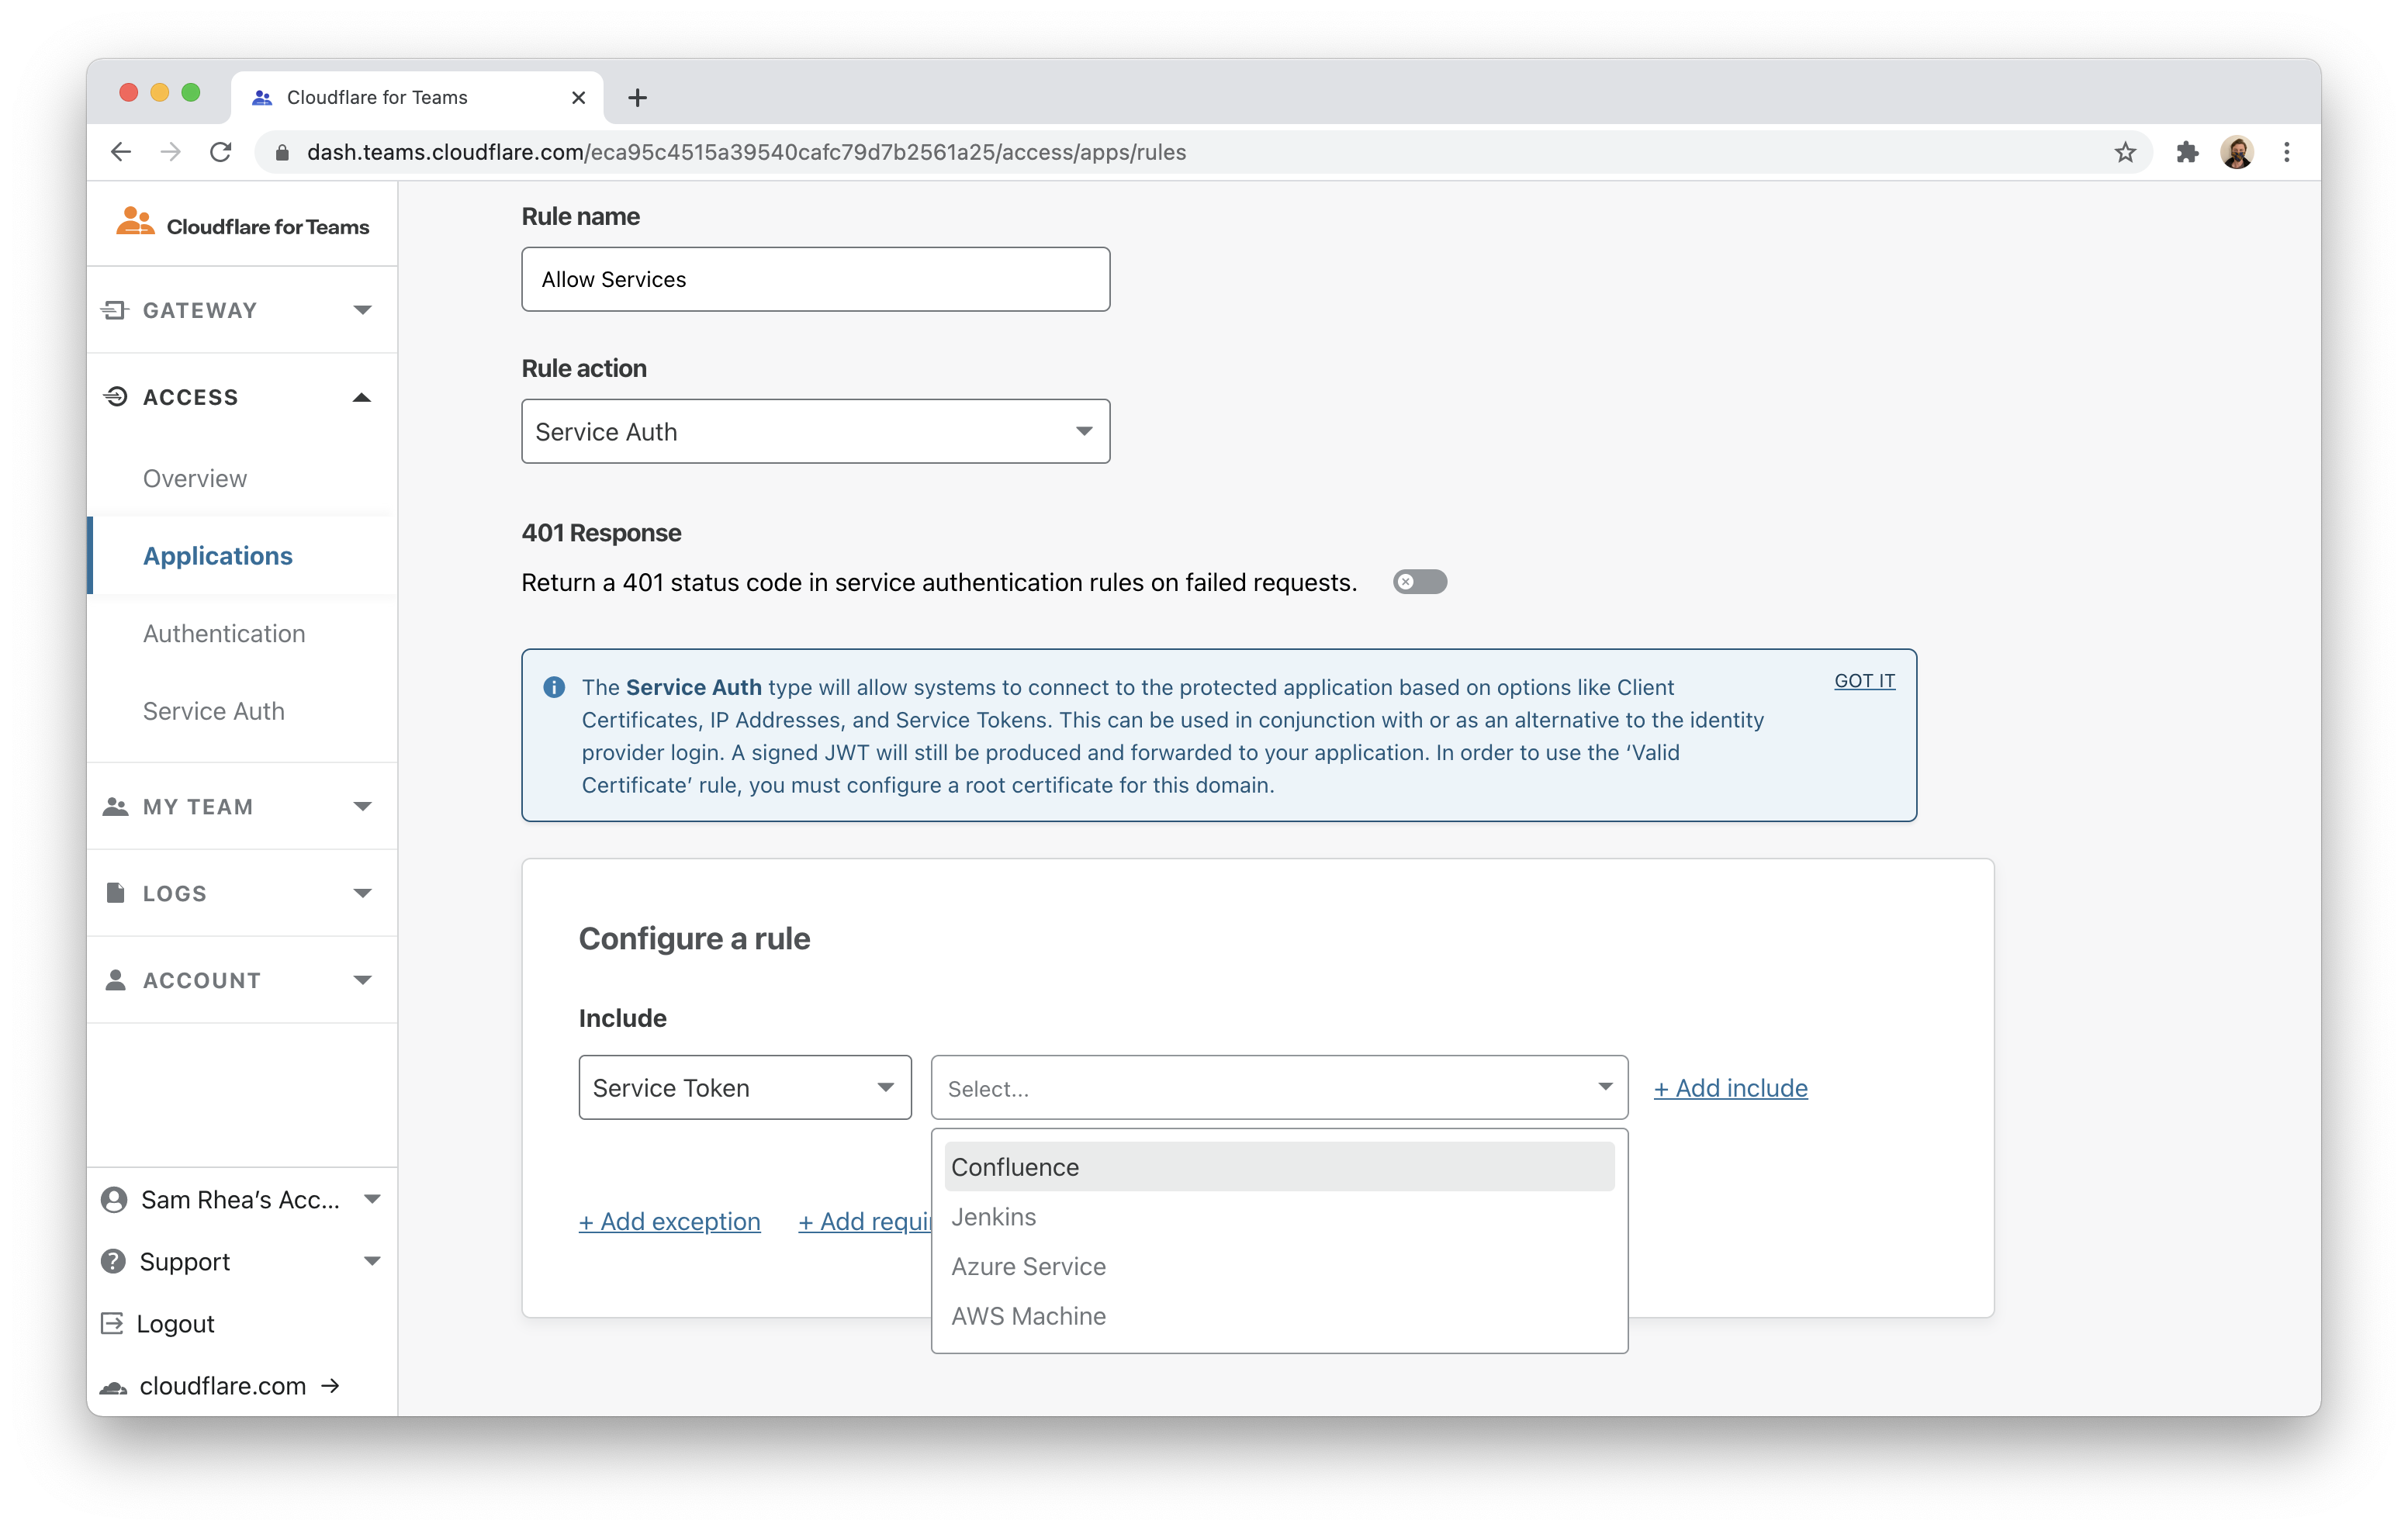 Cloudflare for Teams
dash.teams.cloudflare.com/eca95c4515a39540cafc79d7b2561a25/access/apps/rules
Cloudflare for Teams
GATEWAY
ACCESS
Overview
Applications
Authentication
Service Auth
MY TEAM
LOGS
ACCOUNT
Sam Rhea’s Acc...
Support
Logout
cloudflare.com →
Rule name
Allow Services
Rule action
Service Auth
401 Response
Return a 401 status code in service authentication rules on failed requests.
The Service Auth type will allow systems to connect to the protected application based on options like Client
Certificates, IP Addresses, and Service Tokens. This can be used in conjunction with or as an alternative to the identity
provider login. A signed JWT will still be produced and forwarded to your application. In order to use the ‘Valid
Certificate’ rule, you must configure a root certificate for this domain.
GOT IT
Configure a rule
Include
Service Token
Select...
+ Add include
Confluence
Jenkins
Azure Service
AWS Machine
+ Add exception
+ Add requi